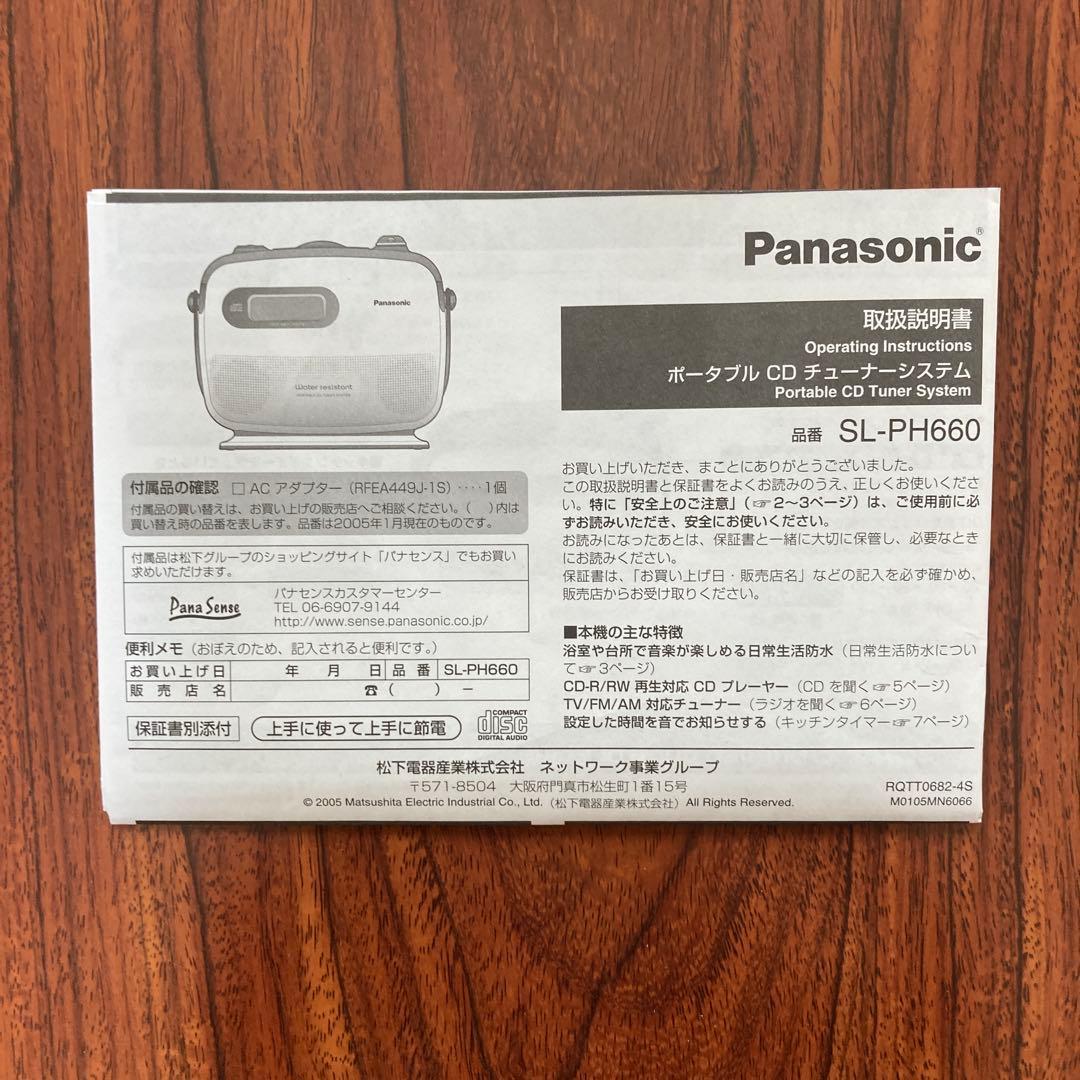 Panasonic®
取扱説明書
Operating Instructions
ポータブル CD チューナーシステム
Portable CD Tuner System
品番 SL-PH660
Panasonic
Water resistant
PORTABLE CD TUNER SYSTEM
付属品の確認 □ AC アダプター（RFEA449J-1S）‥‥1個
付属品の買い替えは、お買い上げの販売店へご相談ください。（　）内は
買い替え時の品番を表します。品番は2005年1月現在のものです。
付属品は松下グループのショッピングサイト「パナセンス」でもお買い
求めいただけます。
Pana Sense
パナセンスカスタマーセンター
TEL 06-6907-9144
http://www.sense.panasonic.co.jp/
便利メモ（おぼえのため、記入されると便利です。）
お買い上げ日 年 月 日 品番 SL-PH660
販売店名 ☎（　　）　－
保証書別添付 上手に使って上手に節電
COMPACT
disc
DIGITAL AUDIO
お買い上げいただき、まことにありがとうございました。
この取扱説明書と保証書をよくお読みのうえ、正しくお使いくださ
い。特に「安全上のご注意」（☞2〜3ページ）は、ご使用前に必
ずお読みいただき、安全にお使いください。
お読みになったあとは、保証書と一緒に大切に保管し、必要なとき
にお読みください。
保証書は、「お買い上げ日・販売店名」などの記入を必ず確かめ、
販売店からお受け取りください。
■本機の主な特徴
浴室や台所で音楽が楽しめる日常生活防水（日常生活防水につい
て☞3ページ）
CD-R/RW 再生対応 CD プレーヤー（CD を聞く☞5ページ）
TV/FM/AM 対応チューナー（ラジオを聞く☞6ページ）
設定した時間を音でお知らせする（キッチンタイマー☞7ページ）
松下電器産業株式会社　ネットワーク事業グループ
〒571-8504　大阪府門真市松生町1番15号
© 2005 Matsushita Electric Industrial Co., Ltd.（松下電器産業株式会社）All Rights Reserved.
RQTT0682-4S
M0105MN6066